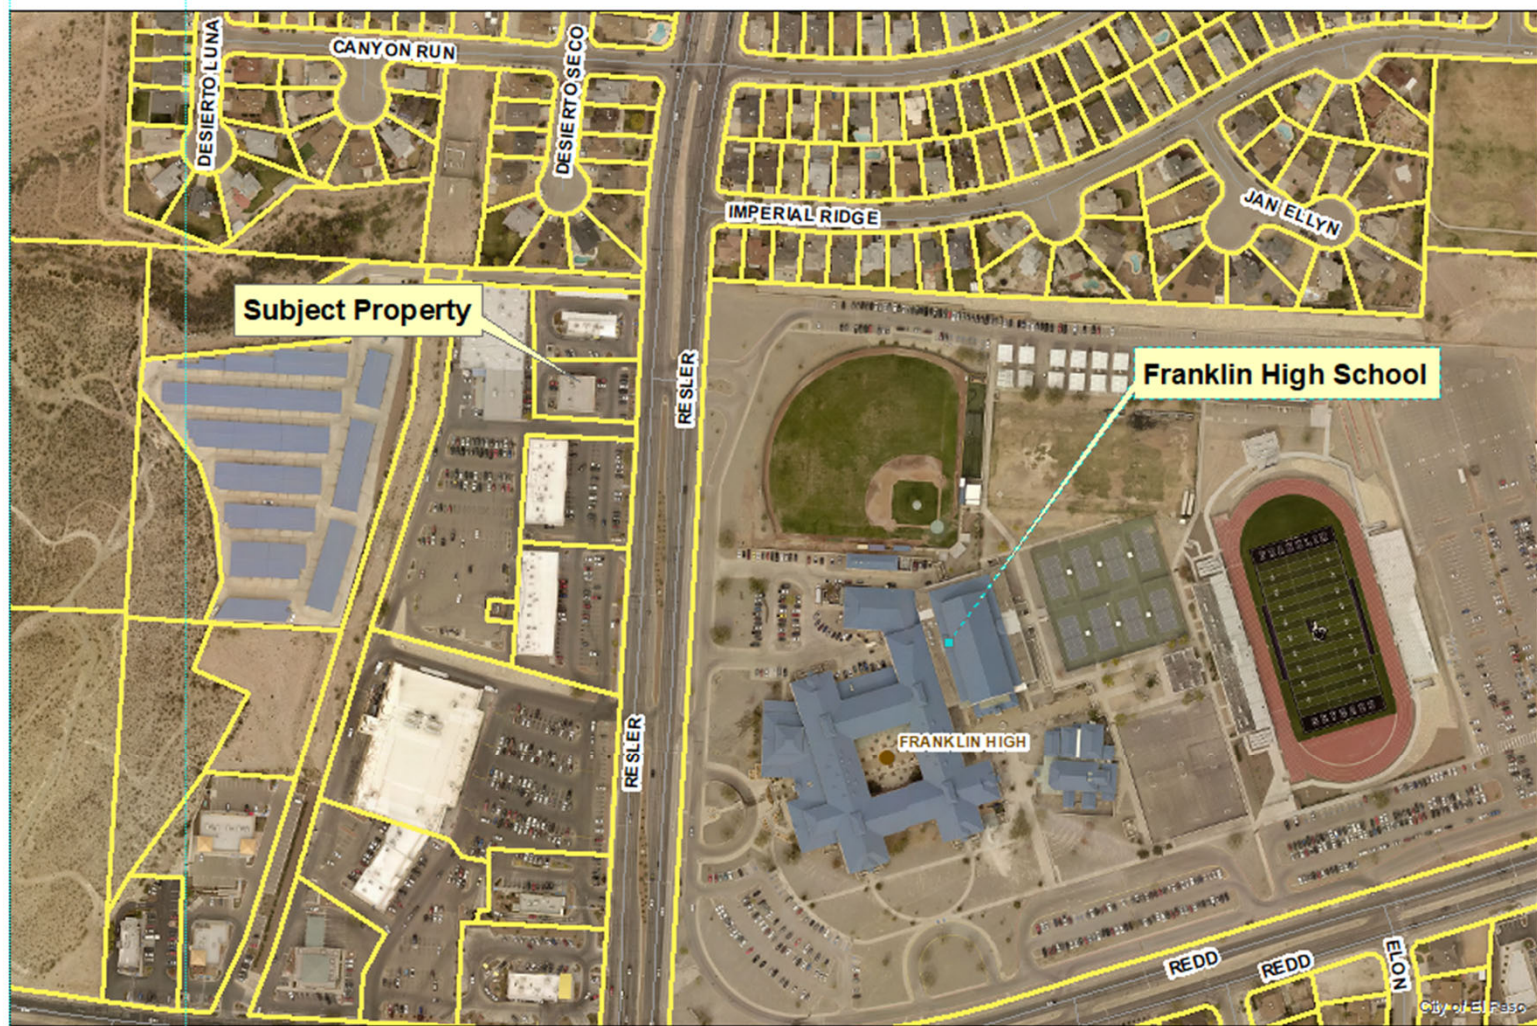 DESIERTO LUNA
CANYON RUN
DESIERTO SECO
IMPERIAL RIDGE
JAN ELLYN
Subject Property
RESLER
Franklin High School
FRANKLIN HIGH
RESLER
REDD
REDD
ELON
City of El Paso